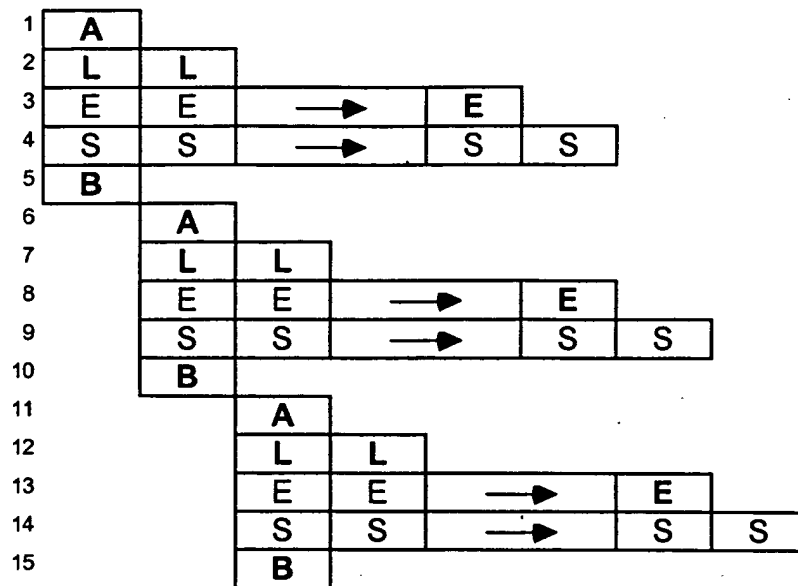 1 A
2 L L
3 E E E
4 S S S S
5 B
6 A
7 L L
8 E E E
9 S S S S
10 B
11 A
12 L L
13 E E E
14 S S S S
15 B